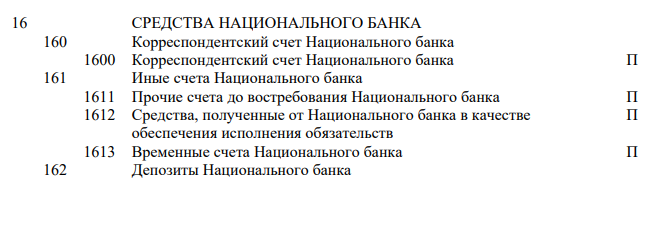 16 СРЕДСТВА НАЦИОНАЛЬНОГО БАНКА
160 Корреспондентский счет Национального банка
1600 Корреспондентский счет Национального банка П
161 Иные счета Национального банка
1611 Прочие счета до востребования Национального банка П
1612 Средства, полученные от Национального банка в качестве П
обеспечения исполнения обязательств
1613 Временные счета Национального банка П
162 Депозиты Национального банка